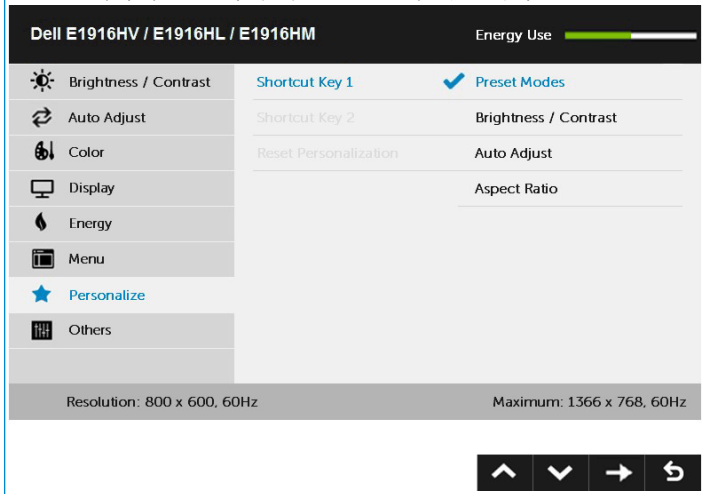 Dell E1916HV / E1916HL / E1916HM
Energy Use
Brightness / Contrast
Shortcut Key 1
Preset Modes
Auto Adjust
Shortcut Key 2
Brightness / Contrast
Color
Reset Personalization
Auto Adjust
Display
Aspect Ratio
Energy
Menu
Personalize
Others
Resolution: 800 x 600, 60Hz
Maximum: 1366 x 768, 60Hz